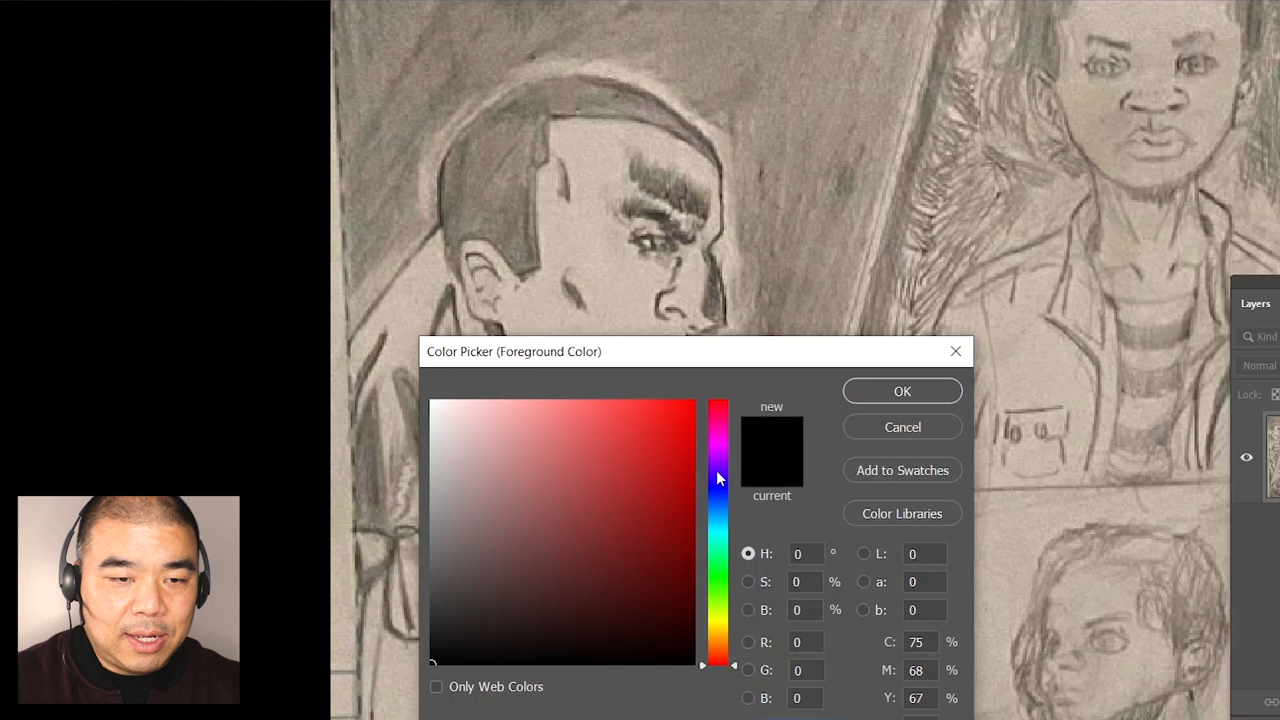 Color Picker (Foreground Color)
OK
new
Cancel
Add to Swatches
current
Color Libraries
H: 0 °
L: 0
S: 0 %
a: 0
B: 0 %
b: 0
R: 0
C: 75 %
G: 0
M: 68 %
B: 0
Y: 67 %
Only Web Colors
Layers
Kind
Normal
Lock: